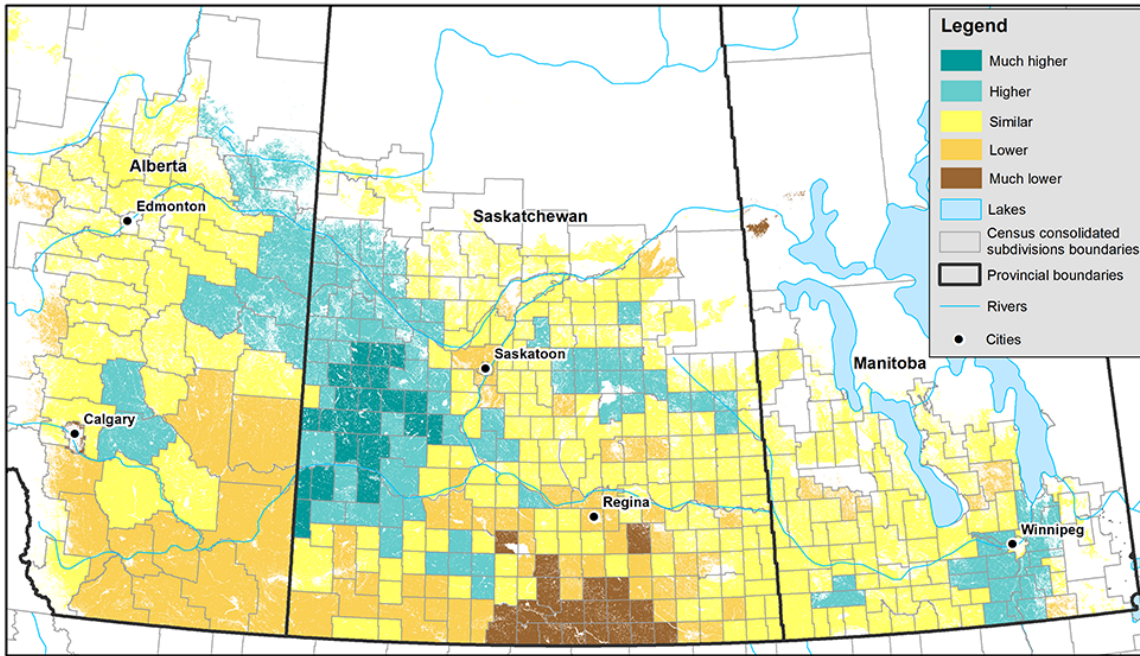 Legend
Much higher
Higher
Similar
Lower
Much lower
Lakes
Census consolidated
subdivisions boundaries
Provincial boundaries
Rivers
Cities
Alberta
Edmonton
Saskatchewan
Saskatoon
Manitoba
Calgary
Regina
Winnipeg